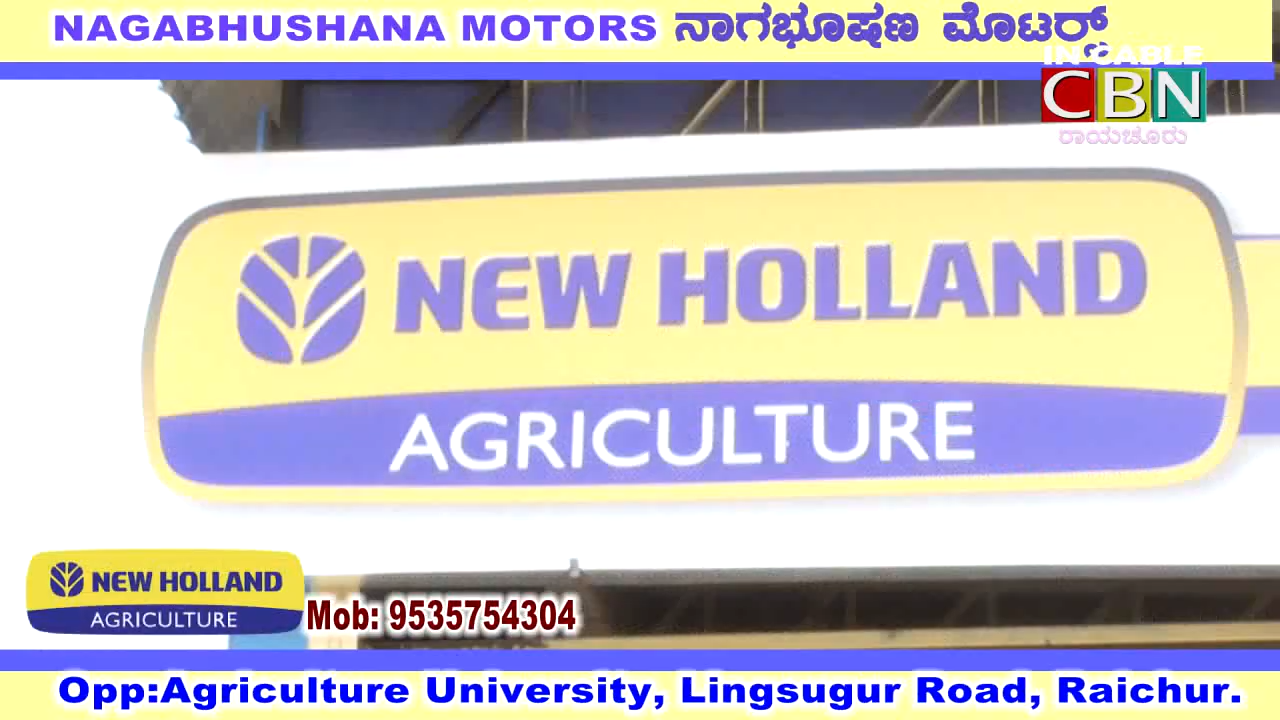 NAGABHUSHANA MOTORS ನಾಗಭೂಷಣ ಮೊಟರ್ಸ್
IN CABLE
CBN
ರಾಯಚೂರು
NEW HOLLAND
AGRICULTURE
NEW HOLLAND
AGRICULTURE
Mob: 9535754304
Opp:Agriculture University, Lingsugur Road, Raichur.